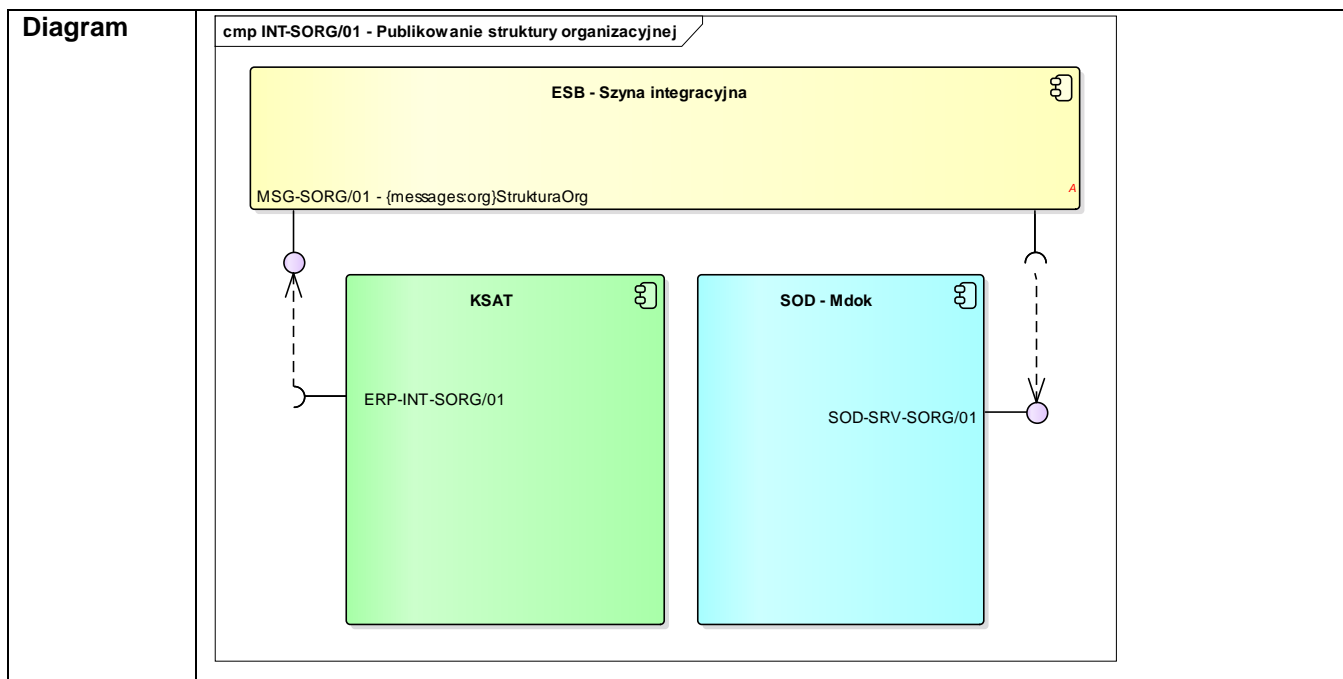 Diagram
cmp INT-SORG/01 - Publikowanie struktury organizacyjnej
ESB - Szyna integracyjna
MSG-SORG/01 - {messages:org}StrukturaOrg
A
KSAT
SOD - Mdok
ERP-INT-SORG/01
SOD-SRV-SORG/01